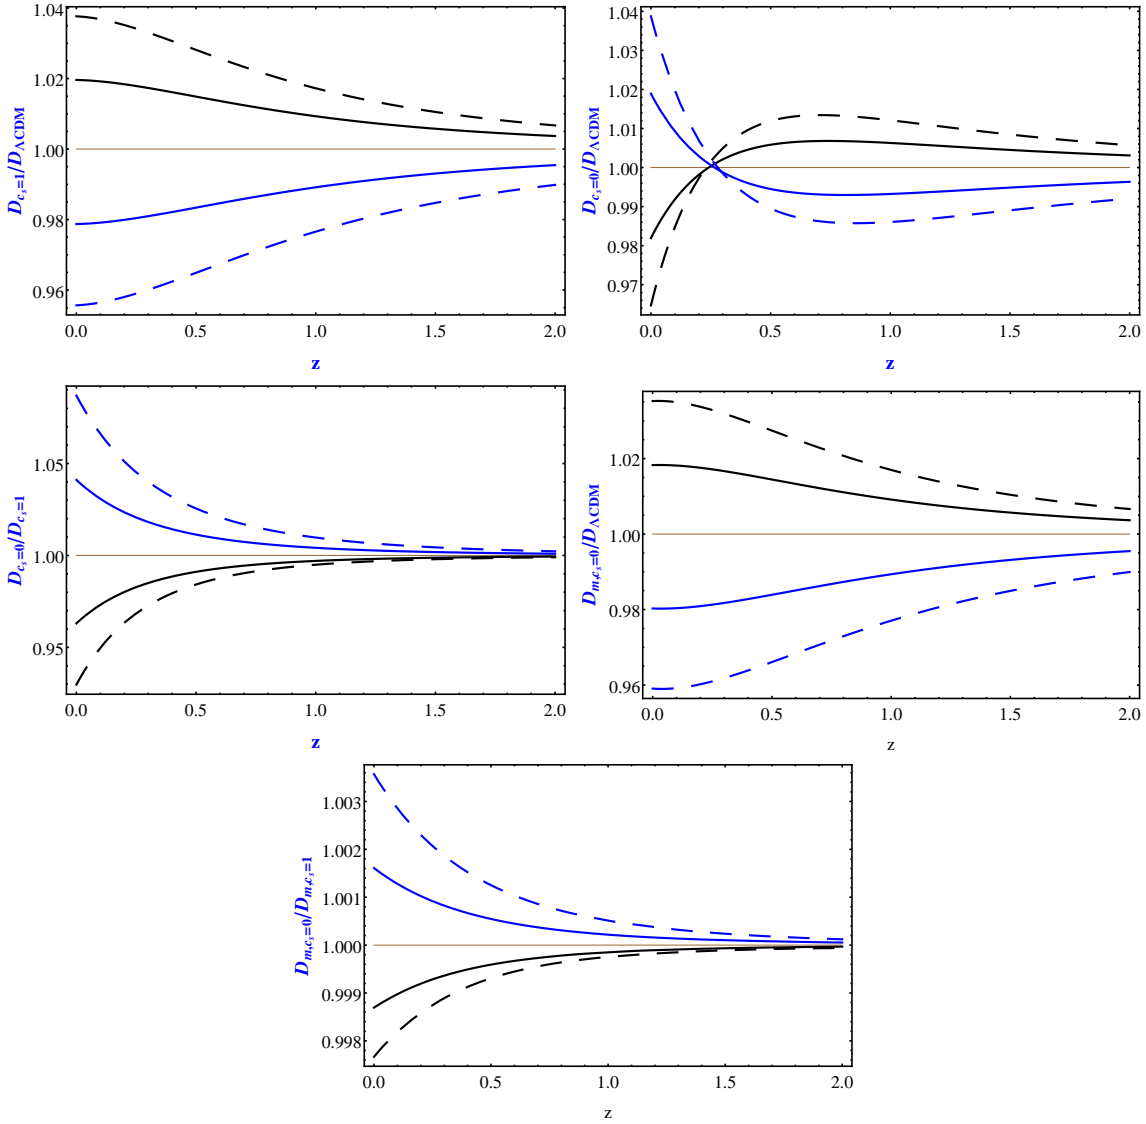 1.04
1.02
1.00
0.98
0.96
D_{c_s=1}/D_{ΛCDM}
0.0 0.5 1.0 1.5 2.0
z
1.04
1.03
1.02
1.01
1.00
0.99
0.98
0.97
D_{c_s=0}/D_{ΛCDM}
0.0 0.5 1.0 1.5 2.0
z
1.05
1.00
0.95
D_{c_s=0}/D_{c_s=1}
0.0 0.5 1.0 1.5 2.0
z
1.02
1.00
0.98
0.96
D_{m,c_s=0}/D_{ΛCDM}
0.0 0.5 1.0 1.5 2.0
z
1.003
1.002
1.001
1.000
0.999
0.998
D_{m,c_s=0}/D_{m,c_s=1}
0.0 0.5 1.0 1.5 2.0
z